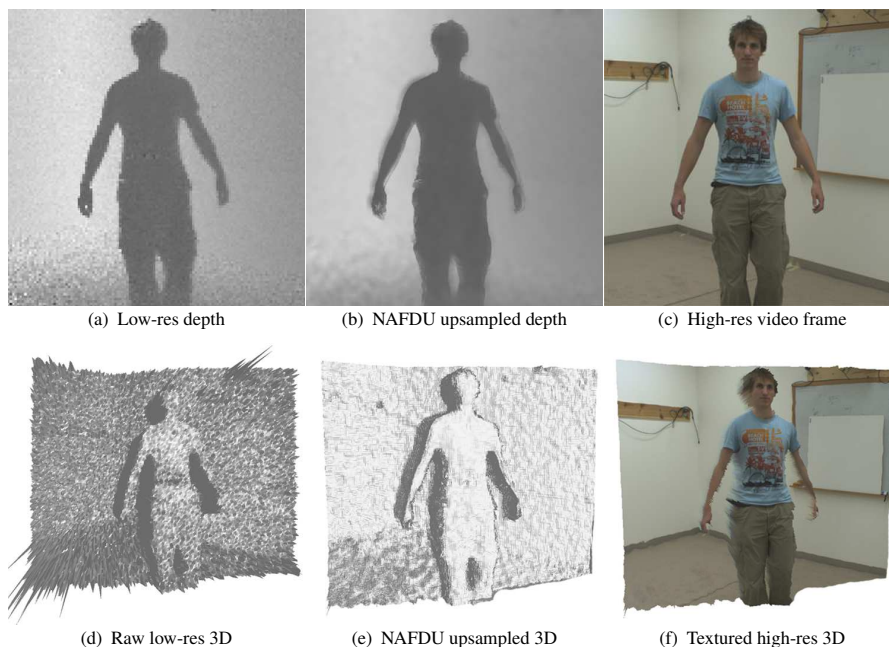 (a) Low-res depth
(b) NAFDU upsampled depth
(c) High-res video frame
(d) Raw low-res 3D
(e) NAFDU upsampled 3D
(f) Textured high-res 3D